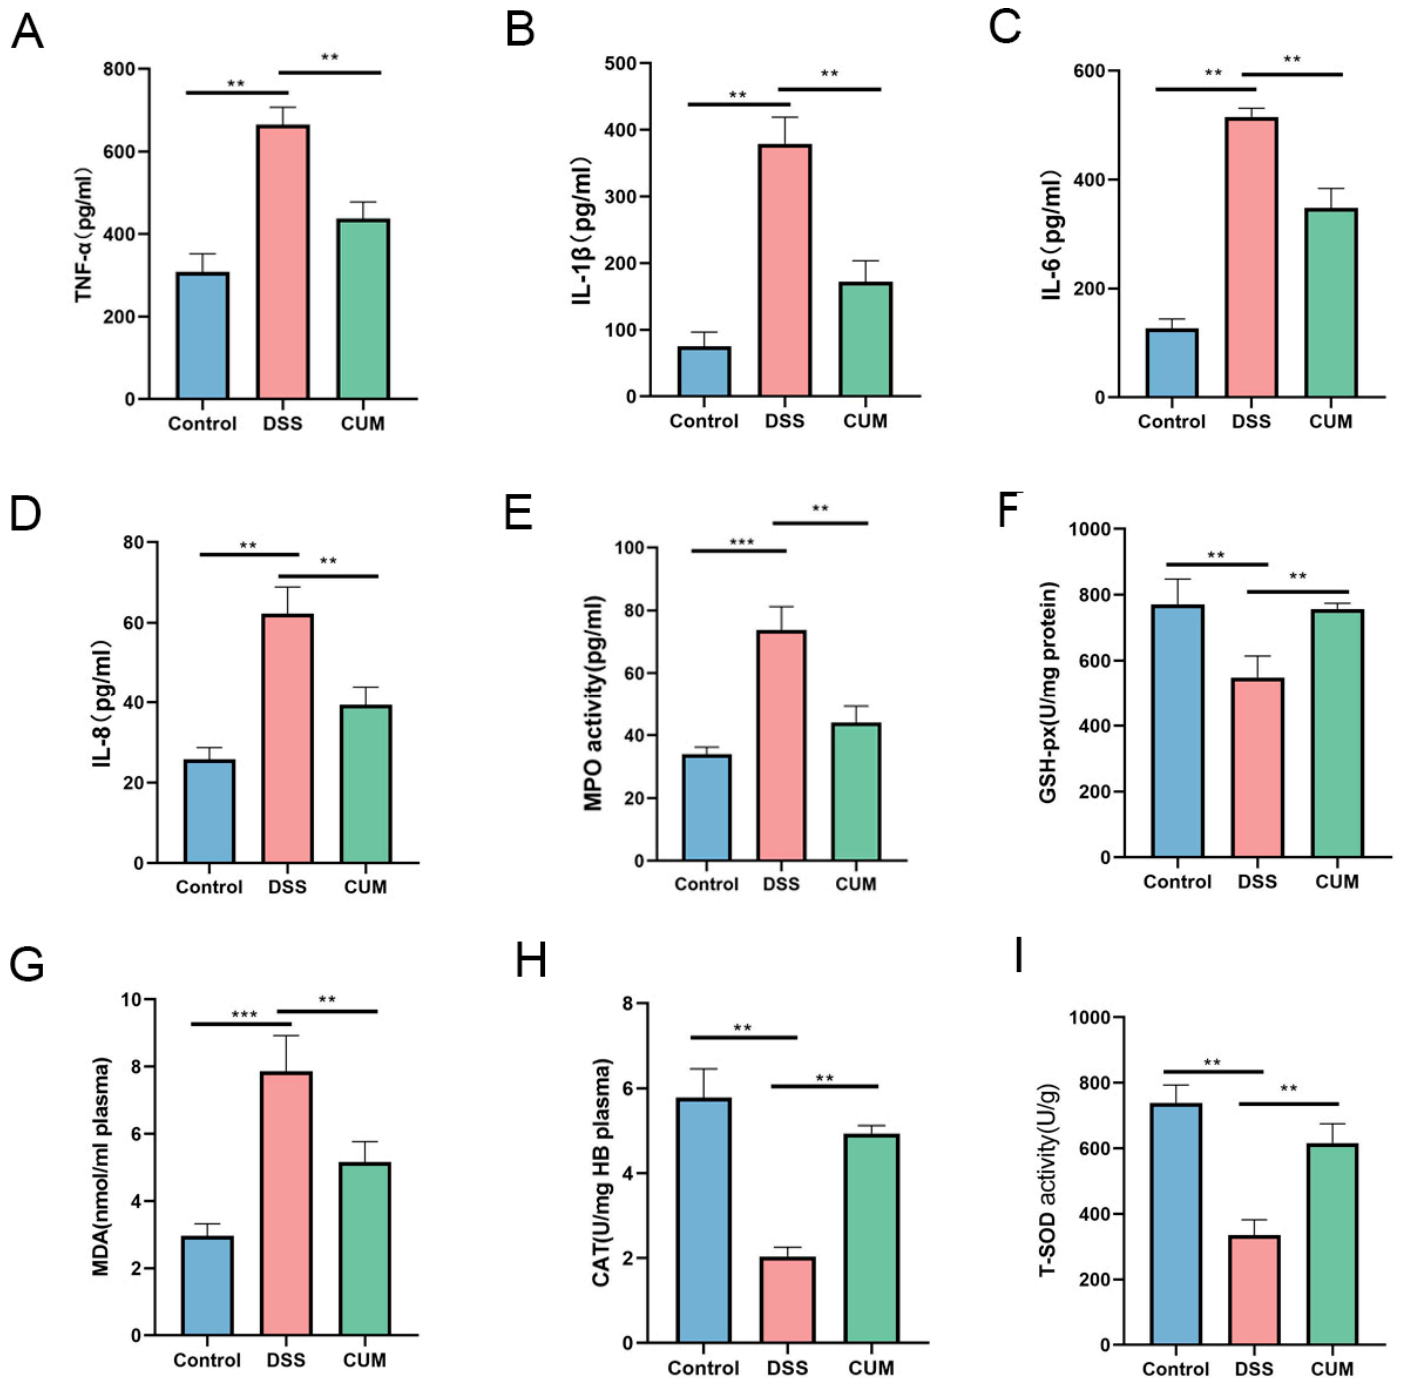 A
B
C
TNF-α(pg/ml)
800
600
400
200
0
**
**
Control DSS CUM
IL-1β(pg/ml)
500
400
300
200
100
0
**
**
Control DSS CUM
IL-6(pg/ml)
600
400
200
0
**
**
Control DSS CUM
D
E
F
IL-8(pg/ml)
80
60
40
20
0
**
**
Control DSS CUM
MPO activity(pg/ml)
100
80
60
40
20
0
***
**
Control DSS CUM
GSH-px(U/mg protein)
1000
800
600
400
200
0
**
**
Control DSS CUM
G
H
I
MDA(nmol/ml plasma)
10
8
6
4
2
0
***
**
Control DSS CUM
CAT(U/mg HB plasma)
8
6
4
2
0
**
**
Control DSS CUM
T-SOD activity(U/g)
1000
800
600
400
200
0
**
**
Control DSS CUM